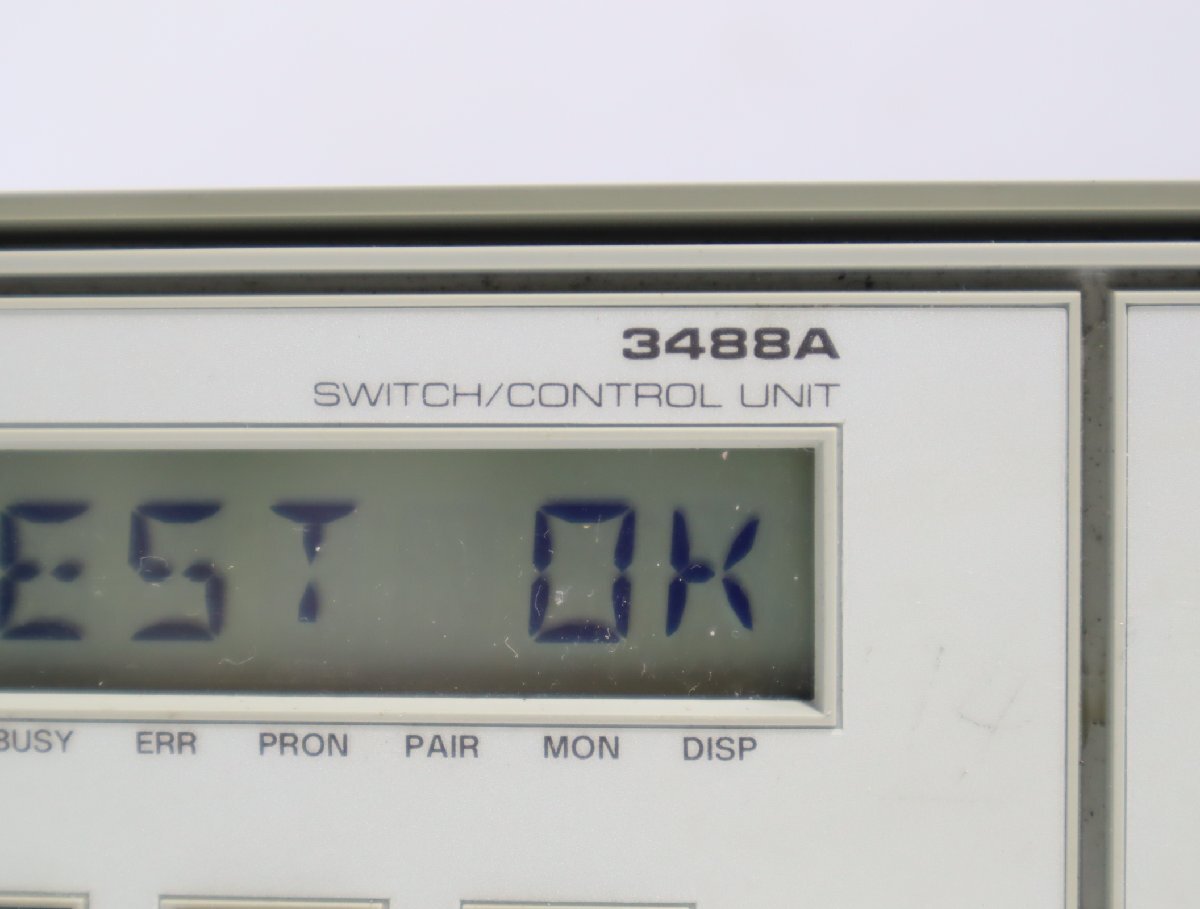 3488A
SWITCH/CONTROL UNIT
EST OK
BUSY ERR PRON PAIR MON DISP